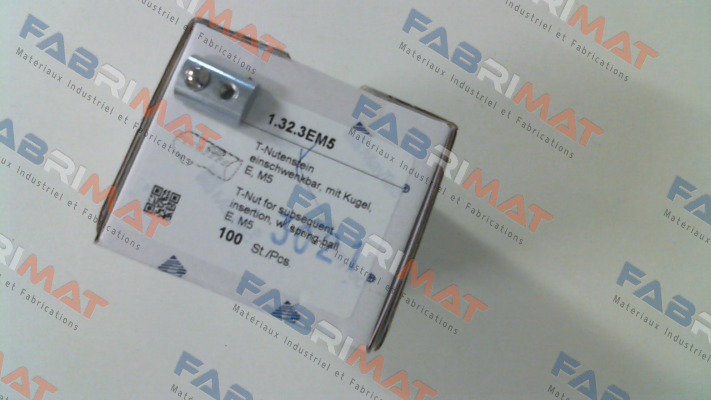 1.32.3EM5
T-Nutenstein
einschwenkbar, mit Kugel,
E, M5
T-Nut for subsequent
insertion, w/ spring-ball
E, M5
100 St./Pcs.
FABRIMAT
Materiaux Industriel et Fabrications